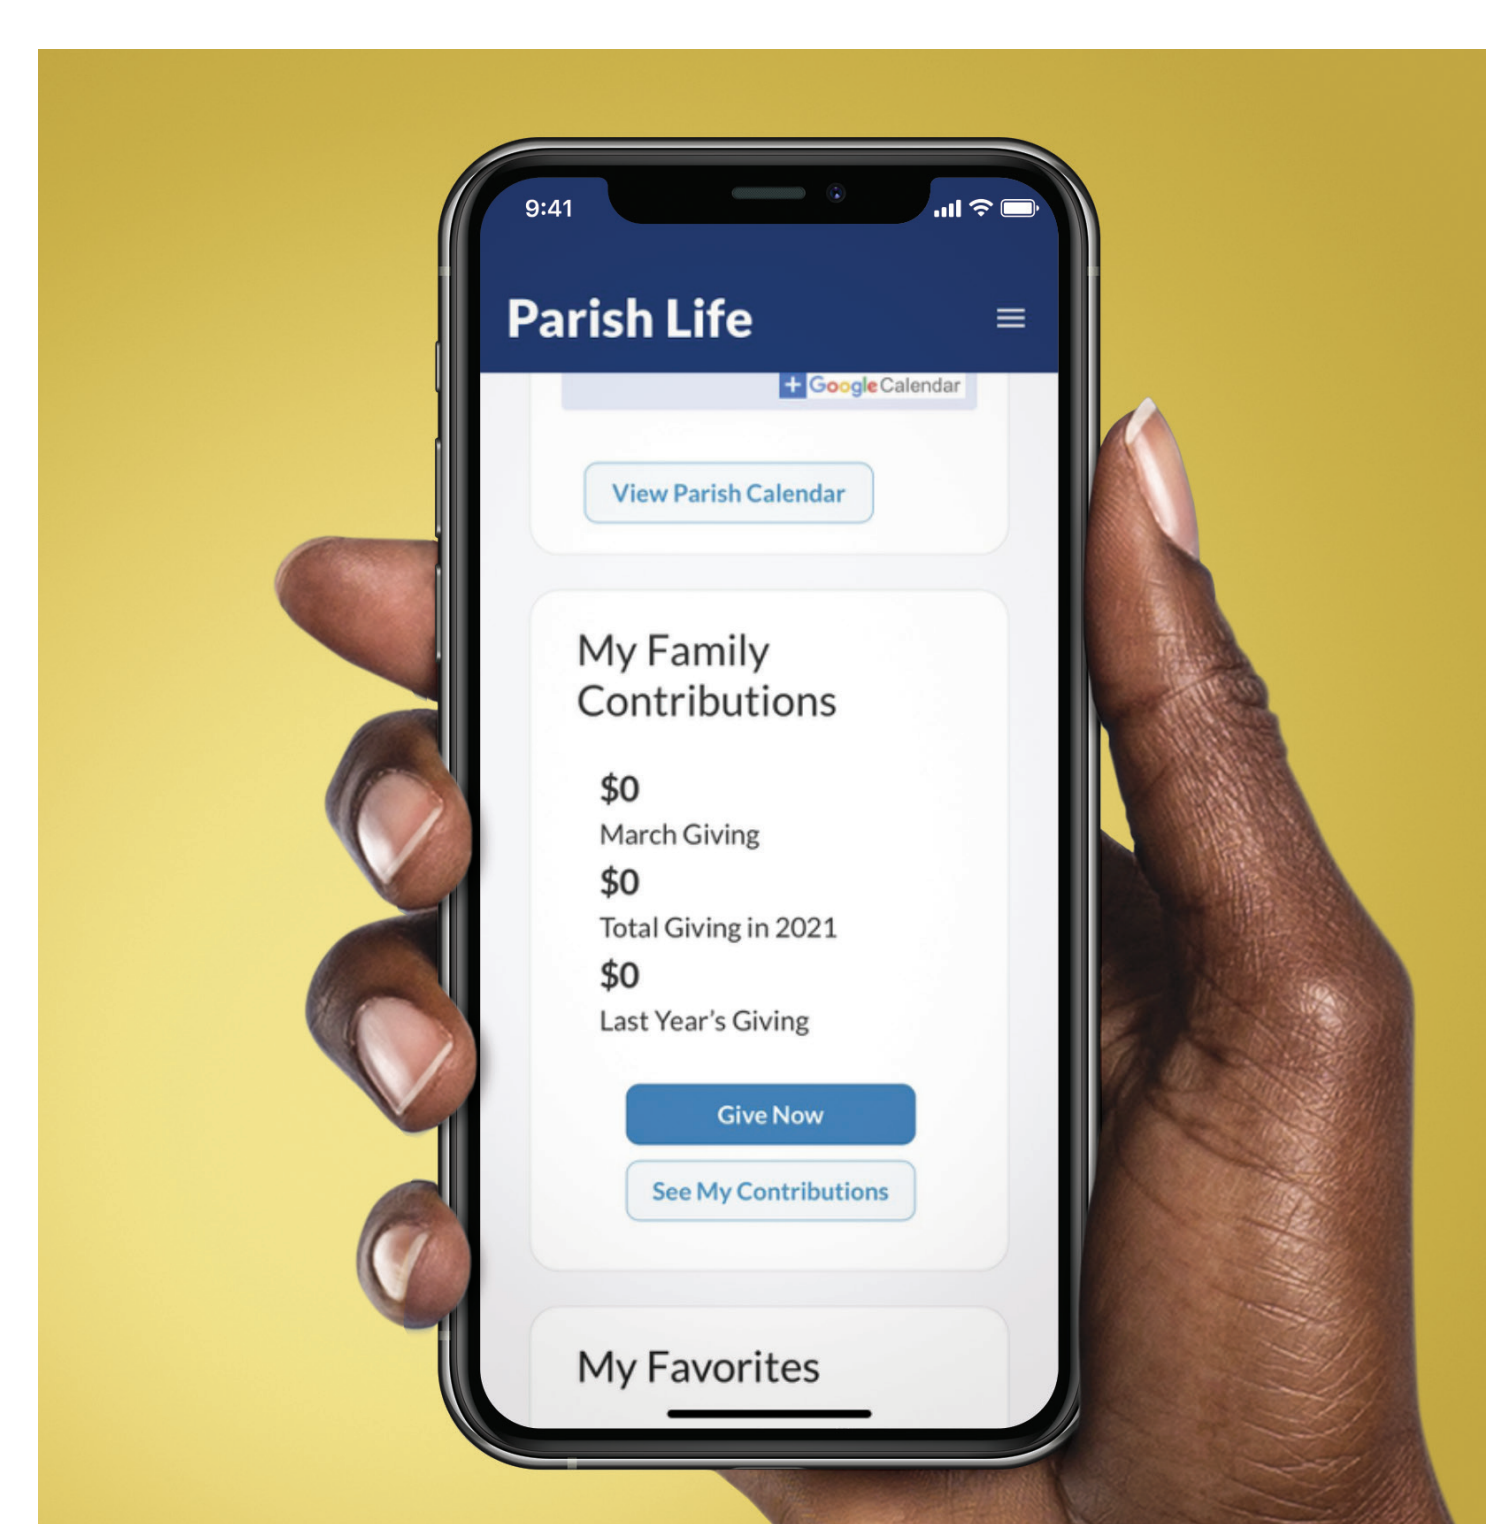 9:41
Parish Life
+ Google Calendar
View Parish Calendar
My Family
Contributions
$0
March Giving
$0
Total Giving in 2021
$0
Last Year's Giving
Give Now
See My Contributions
My Favorites